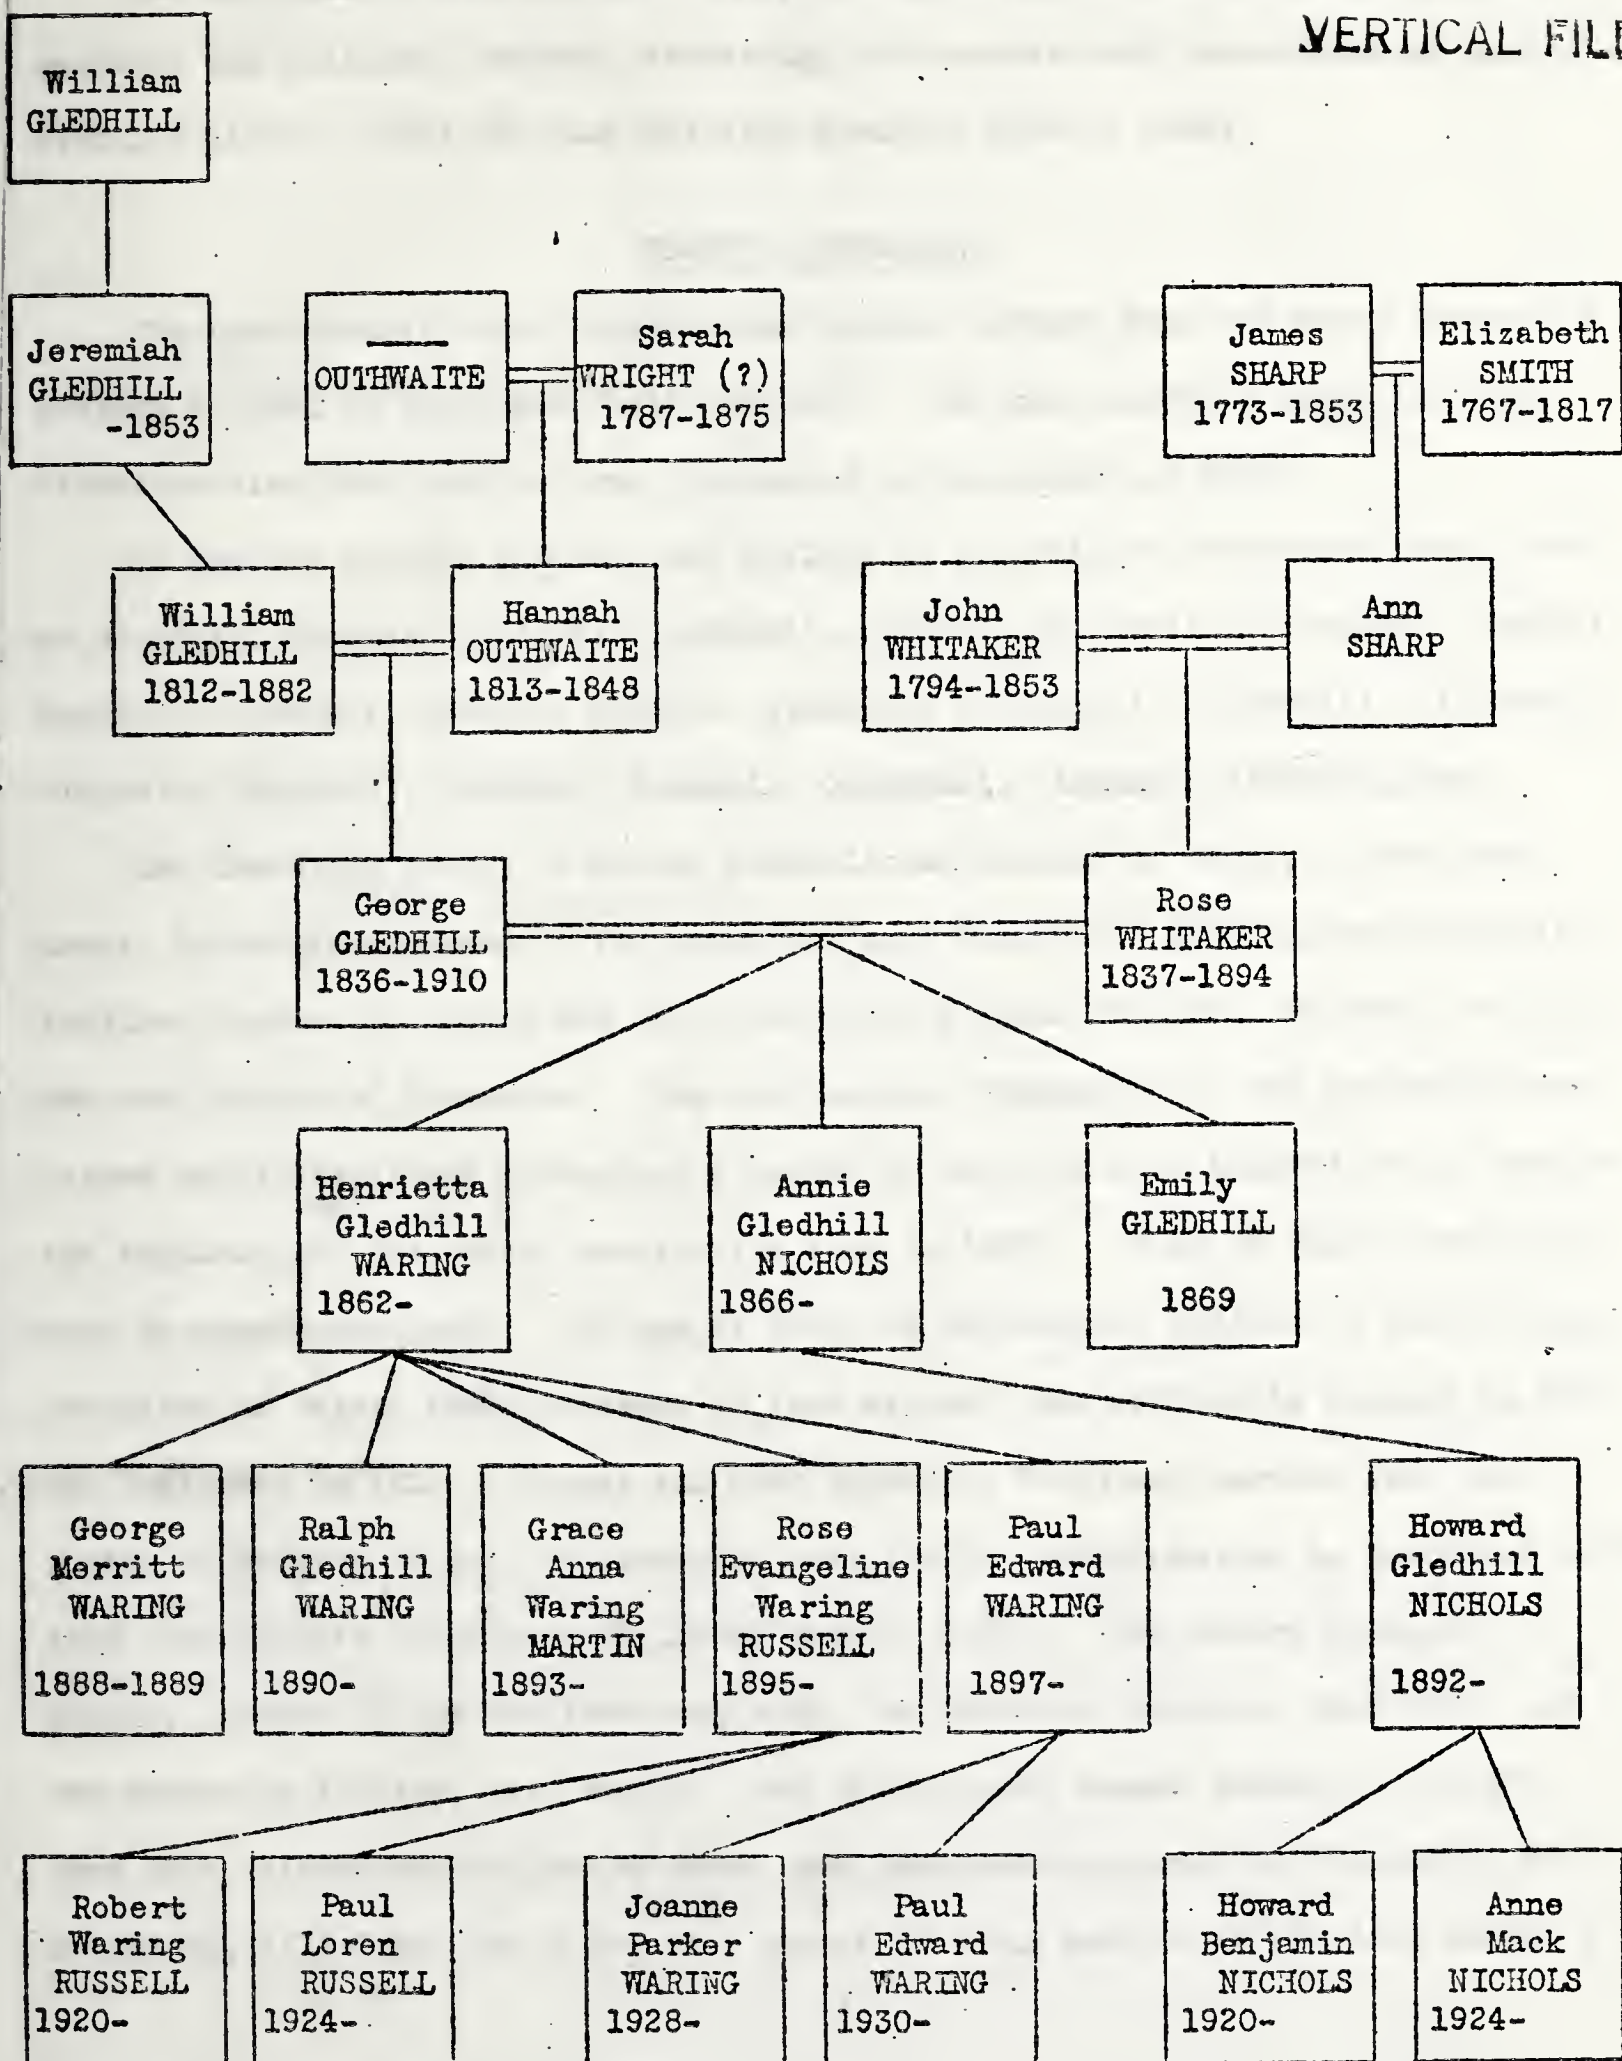 VERTICAL FILE
William
GLEDHILL
Jeremiah
GLEDHILL
-1853
OUTHWAITE
Sarah
WRIGHT (?)
1787-1875
James
SHARP
1773-1853
Elizabeth
SMITH
1767-1817
William
GLEDHILL
1812-1882
Hannah
OUTHWAITE
1813-1848
John
WHITAKER
1794-1853
Ann
SHARP
George
GLEDHILL
1836-1910
Rose
WHITAKER
1837-1894
Henrietta
Gledhill
WARING
1862-
Annie
Gledhill
NICHOLS
1866-
Emily
GLEDHILL
1869
George
Merritt
WARING
1888-1889
Ralph
Gledhill
WARING
1890-
Grace
Anna
Waring
MARTIN
1893-
Rose
Evangeline
Waring
RUSSELL
1895-
Paul
Edward
WARING
1897-
Howard
Gledhill
NICHOLS
1892-
Robert
Waring
RUSSELL
1920-
Paul
Loren
RUSSELL
1924-
Joanne
Parker
WARING
1928-
Paul
Edward
WARING
1930-
Howard
Benjamin
NICHOLS
1920-
Anne
Mack
NICHOLS
1924-